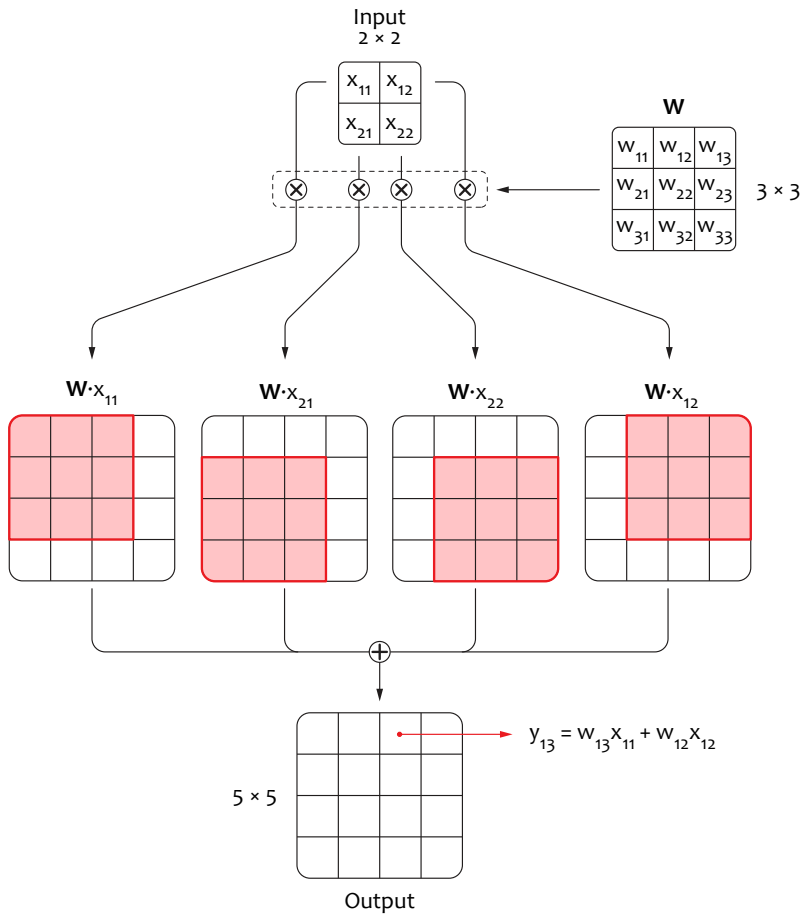 Input
2 × 2
x11 x12
x21 x22
W
w11 w12 w13
w21 w22 w23
w31 w32 w33
3 × 3
W·x11
W·x21
W·x22
W·x12
y13 = w13x11 + w12x12
5 × 5
Output